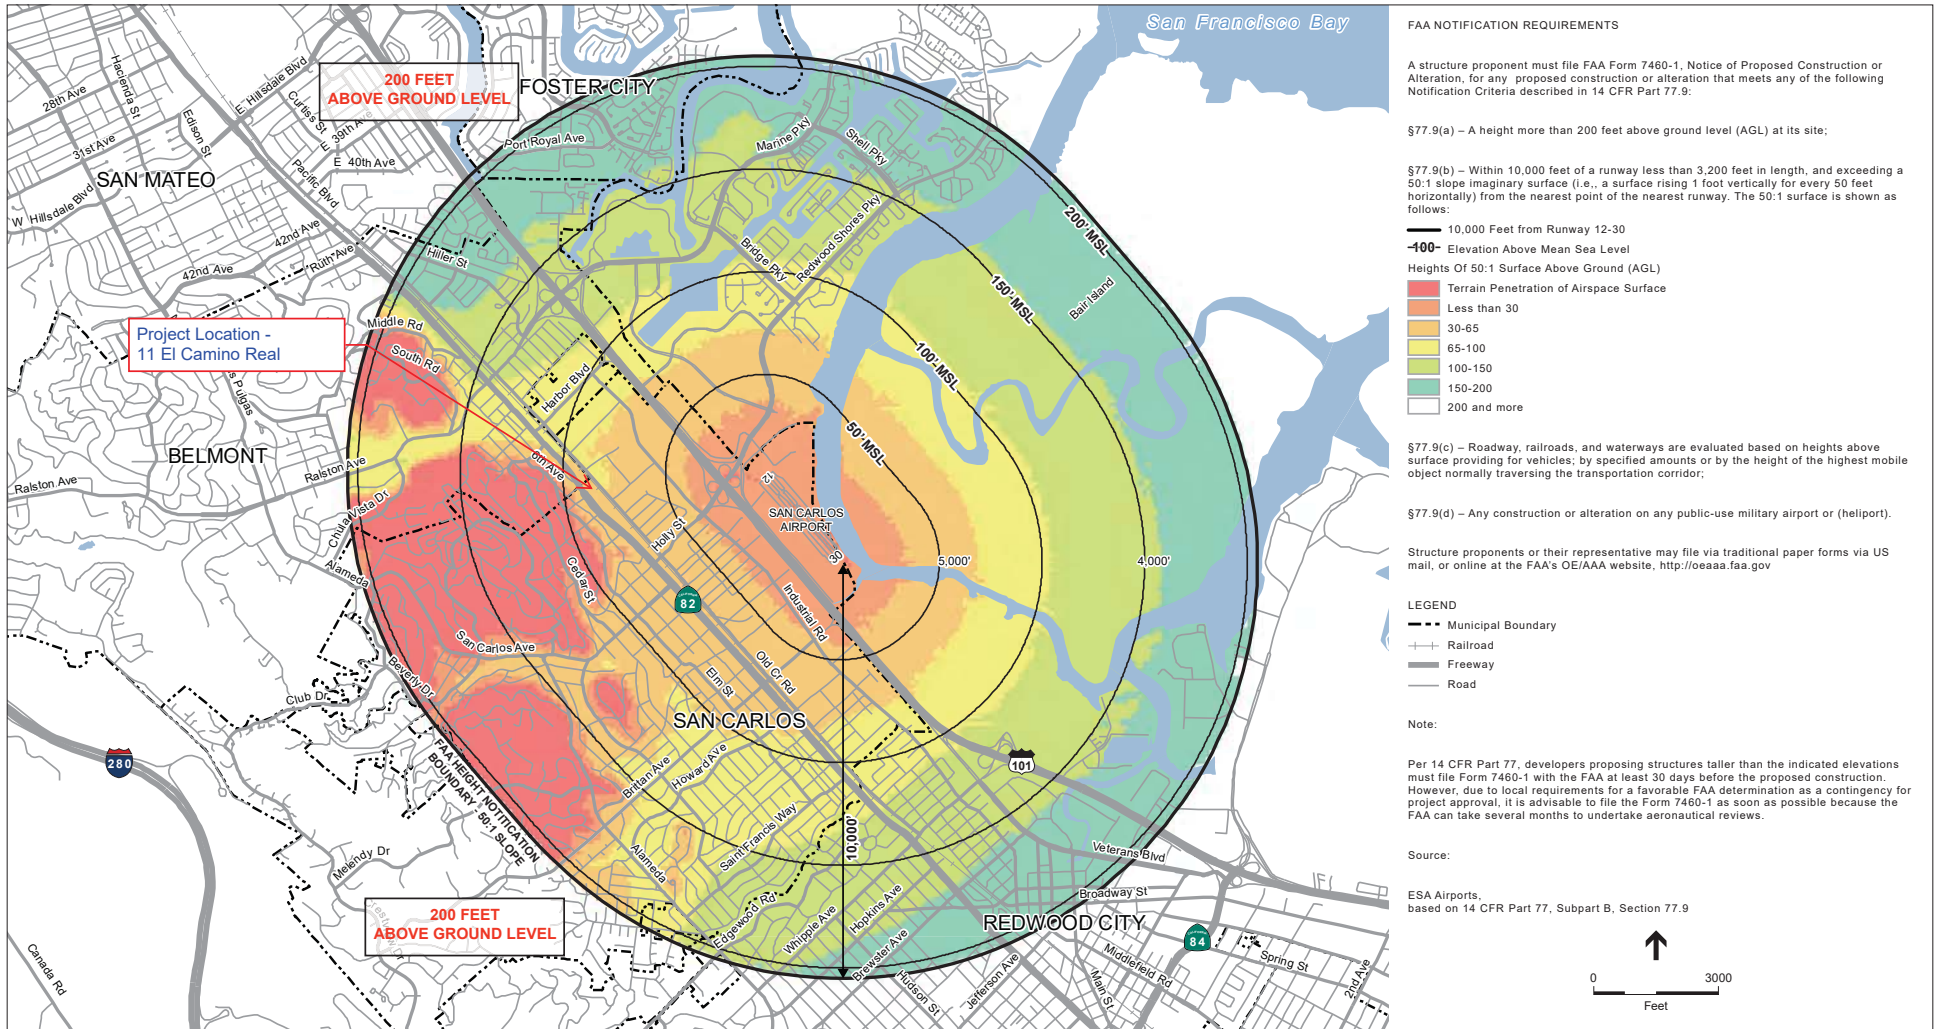 San Francisco Bay
200 FEET
ABOVE GROUND LEVEL
FOSTER CITY
Hacienda St
E Hillsdale Blvd
28th Ave
Curtiss St
E 39th Ave
Edison St
31st Ave
E 40th Ave
Pacific Blvd
Port Royal Ave
Marine Pky
Shell Pky
SAN MATEO
W Hillsdale Blvd
42nd Ave
Ruth Ave
42nd Ave
Hiller St
Bridge Pky
Redwood Shores Pky
200' MSL
150' MSL
Bair Island
100' MSL
50' MSL
Project Location -
11 El Camino Real
Middle Rd
South Rd
Harbor Blvd
BELMONT
Ralston Ave
Ralston Ave
6th Ave
Chula Vista Dr
Alameda
Holly St
Cedar St
12
SAN CARLOS
AIRPORT
30
5,000'
4,000'
82
Industrial Rd
San Carlos Ave
Beverly Dr
Club Dr
Old Cr Rd
Elm St
SAN CARLOS
280
101
FAA HEIGHT NOTIFICATION
BOUNDARY - 50:1 SLOPE
Brittan Ave
Howard Ave
Saint Francis Way
10,000'
Melendy Dr
Alameda
Veterans Blvd
Broadway St
200 FEET
ABOVE GROUND LEVEL
Edgewood Rd
Whipple Ave
Hopkins Ave
Brewster Ave
REDWOOD CITY
84
Canada Rd
Hudson St
Jefferson Ave
Main St
Middlefield Rd
Spring St
2nd Ave
FAA NOTIFICATION REQUIREMENTS
A structure proponent must file FAA Form 7460-1, Notice of Proposed Construction or
Alteration, for any proposed construction or alteration that meets any of the following
Notification Criteria described in 14 CFR Part 77.9:
§77.9(a) – A height more than 200 feet above ground level (AGL) at its site;
§77.9(b) – Within 10,000 feet of a runway less than 3,200 feet in length, and exceeding a
50:1 slope imaginary surface (i.e,. a surface rising 1 foot vertically for every 50 feet
horizontally) from the nearest point of the nearest runway. The 50:1 surface is shown as
follows:
10,000 Feet from Runway 12-30
-100- Elevation Above Mean Sea Level
Heights Of 50:1 Surface Above Ground (AGL)
Terrain Penetration of Airspace Surface
Less than 30
30-65
65-100
100-150
150-200
200 and more
§77.9(c) – Roadway, railroads, and waterways are evaluated based on heights above
surface providing for vehicles; by specified amounts or by the height of the highest mobile
object normally traversing the transportation corridor;
§77.9(d) – Any construction or alteration on any public-use military airport or (heliport).
Structure proponents or their representative may file via traditional paper forms via US
mail, or online at the FAA's OE/AAA website, http://oeaaa.faa.gov
LEGEND
Municipal Boundary
Railroad
Freeway
Road
Note:
Per 14 CFR Part 77, developers proposing structures taller than the indicated elevations
must file Form 7460-1 with the FAA at least 30 days before the proposed construction.
However, due to local requirements for a favorable FAA determination as a contingency for
project approval, it is advisable to file the Form 7460-1 as soon as possible because the
FAA can take several months to undertake aeronautical reviews.
Source:
ESA Airports,
based on 14 CFR Part 77, Subpart B, Section 77.9
0 3000
Feet